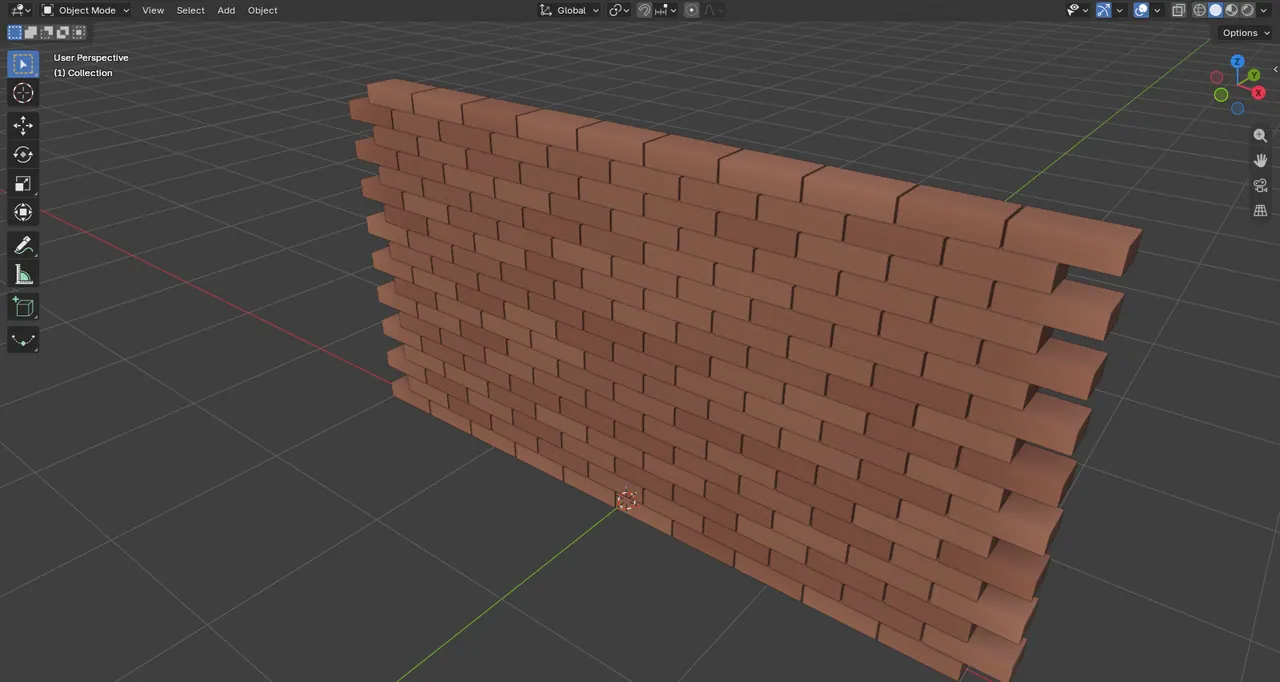 Object Mode View Select Add Object Global
Options
User Perspective
(1) Collection
Z
Y
X